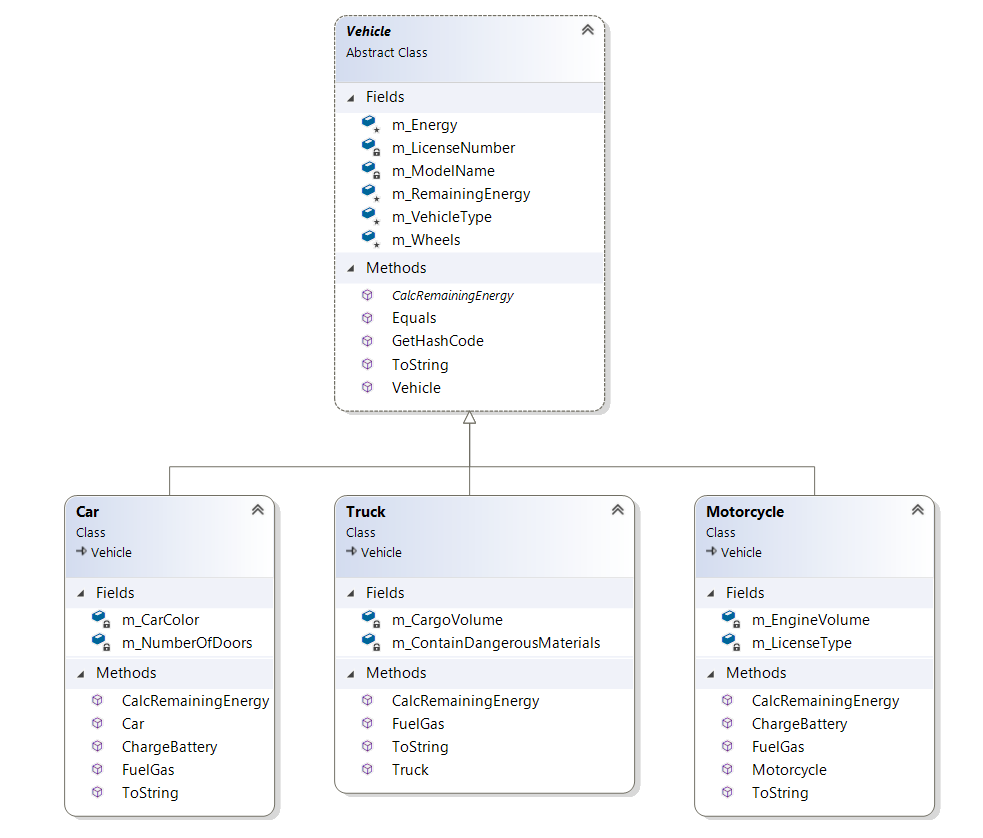 Vehicle
Abstract Class
Fields
m_Energy
m_LicenseNumber
m_ModelName
m_RemainingEnergy
m_VehicleType
m_Wheels
Methods
CalcRemainingEnergy
Equals
GetHashCode
ToString
Vehicle
Car
Class
Vehicle
Fields
m_CarColor
m_NumberOfDoors
Methods
CalcRemainingEnergy
Car
ChargeBattery
FuelGas
ToString
Truck
Class
Vehicle
Fields
m_CargoVolume
m_ContainDangerousMaterials
Methods
CalcRemainingEnergy
FuelGas
ToString
Truck
Motorcycle
Class
Vehicle
Fields
m_EngineVolume
m_LicenseType
Methods
CalcRemainingEnergy
ChargeBattery
FuelGas
Motorcycle
ToString